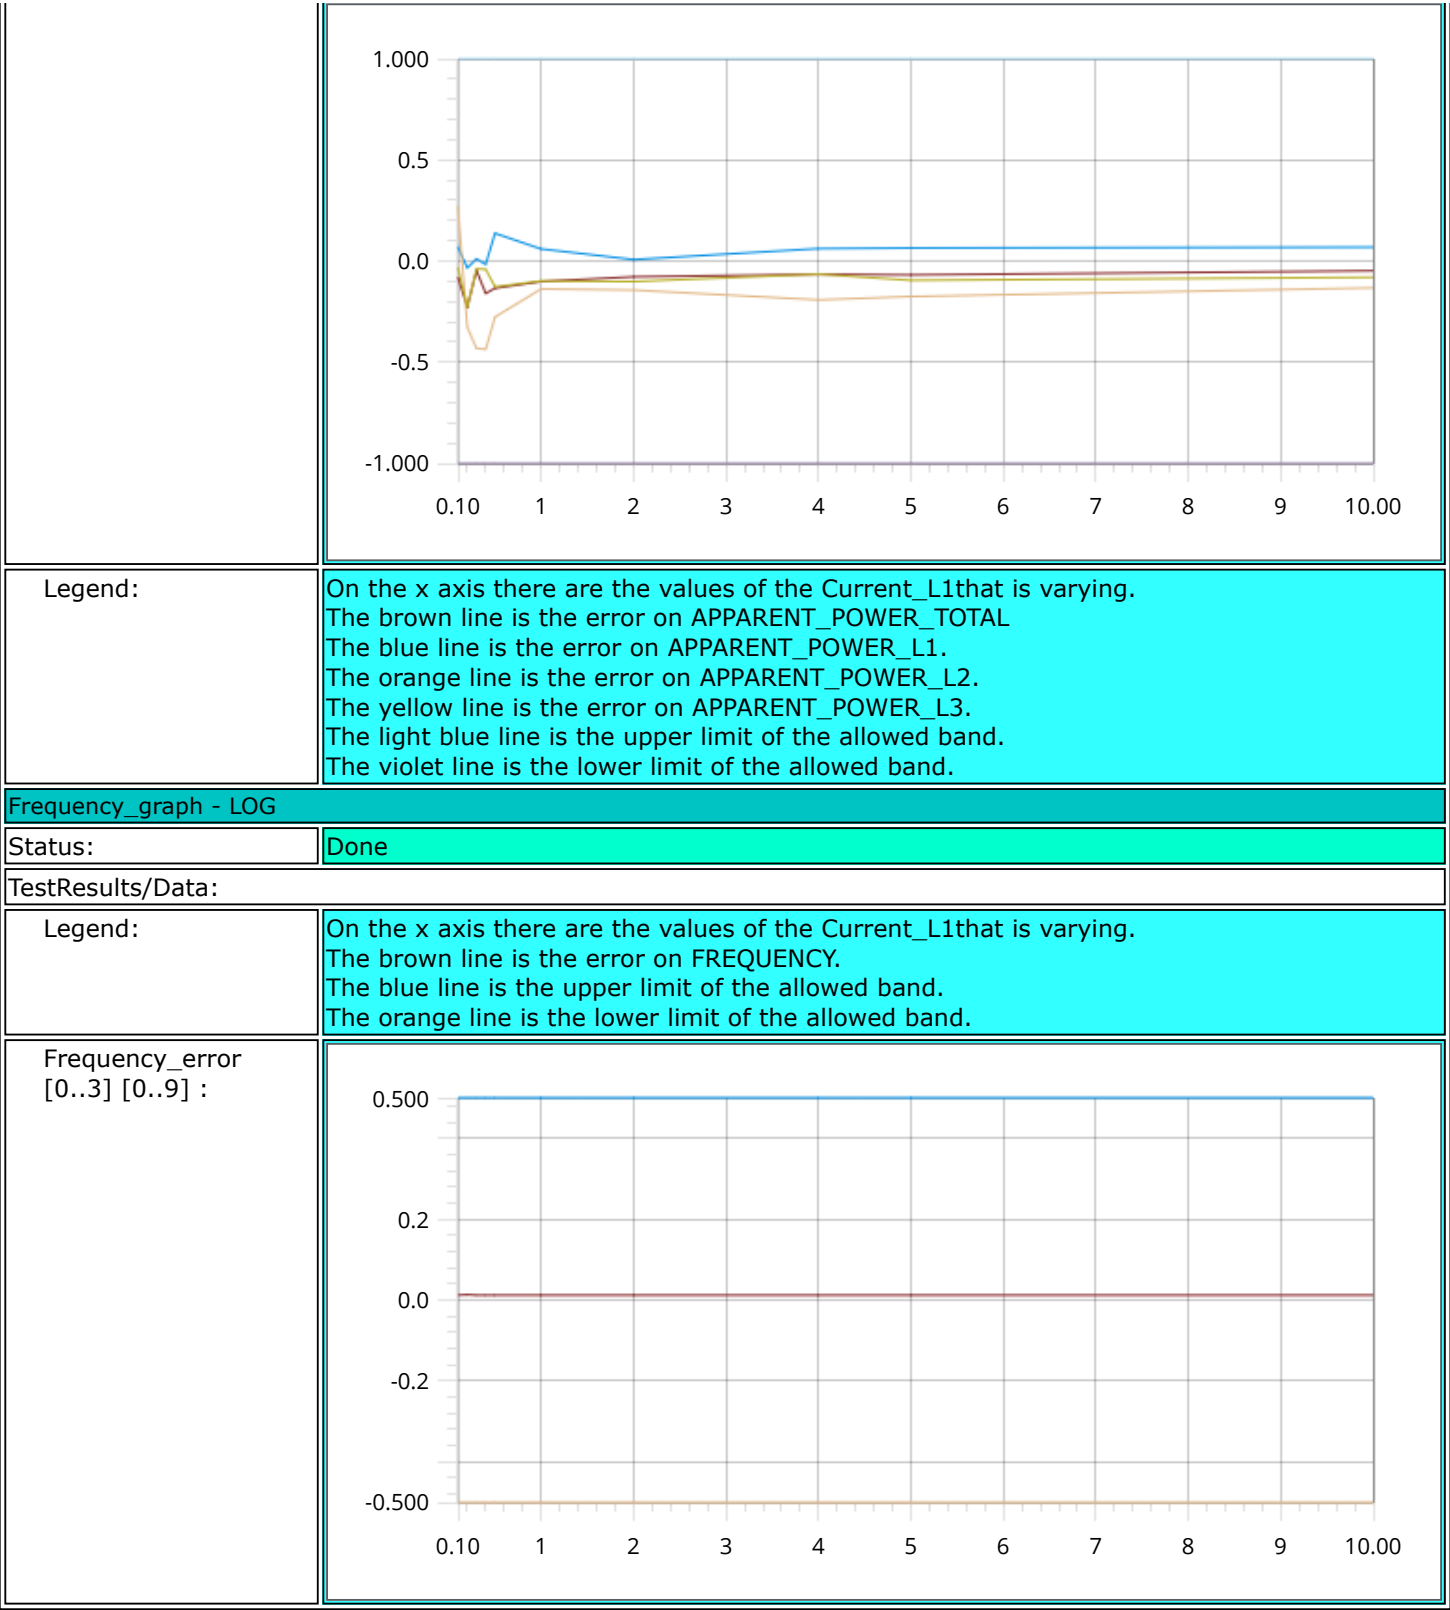 1.000
0.5
0.0
-0.5
-1.000
0.10 1 2 3 4 5 6 7 8 9 10.00
Legend:
On the x axis there are the values of the Current_L1that is varying.
The brown line is the error on APPARENT_POWER_TOTAL
The blue line is the error on APPARENT_POWER_L1.
The orange line is the error on APPARENT_POWER_L2.
The yellow line is the error on APPARENT_POWER_L3.
The light blue line is the upper limit of the allowed band.
The violet line is the lower limit of the allowed band.
Frequency_graph - LOG
Status:
Done
TestResults/Data:
Legend:
On the x axis there are the values of the Current_L1that is varying.
The brown line is the error on FREQUENCY.
The blue line is the upper limit of the allowed band.
The orange line is the lower limit of the allowed band.
Frequency_error
[0..3] [0..9] :
0.500
0.2
0.0
-0.2
-0.500
0.10 1 2 3 4 5 6 7 8 9 10.00